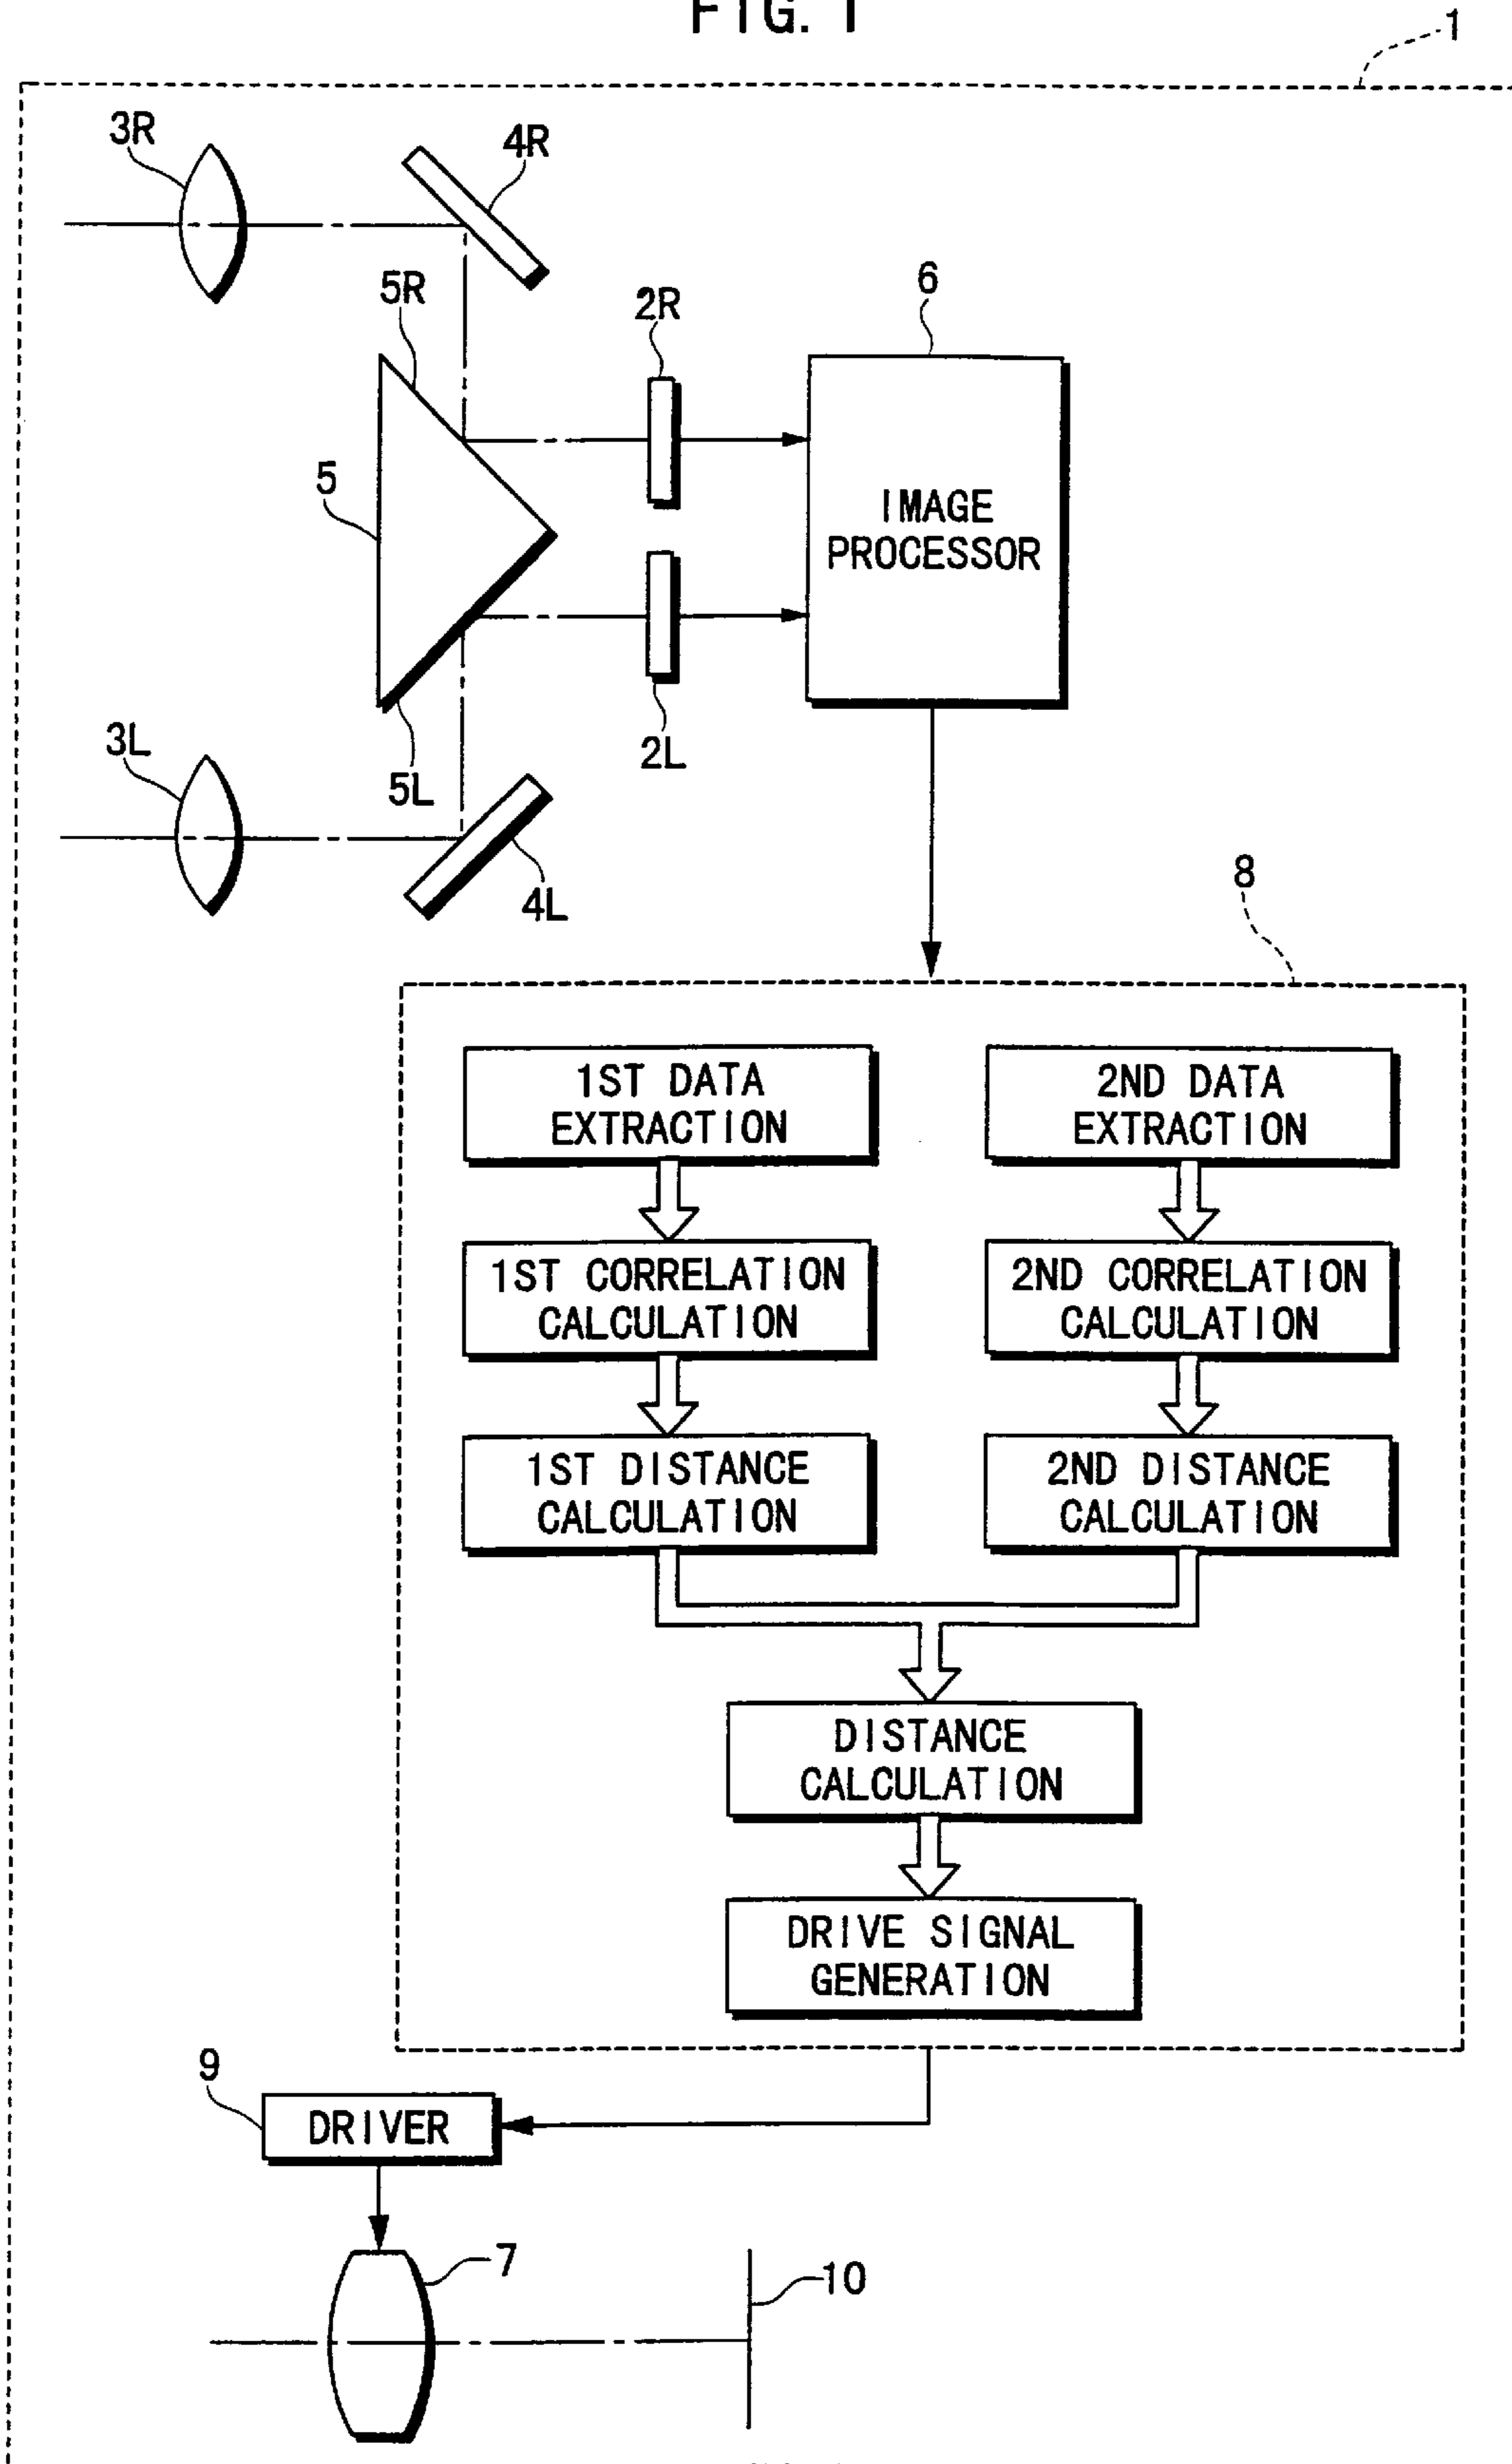 FIG. 1
1
3R
4R
5R
2R
6
5
IMAGE
PROCESSOR
3L
5L
2L
4L
8
1ST DATA
EXTRACTION
2ND DATA
EXTRACTION
1ST CORRELATION
CALCULATION
2ND CORRELATION
CALCULATION
1ST DISTANCE
CALCULATION
2ND DISTANCE
CALCULATION
DISTANCE
CALCULATION
DRIVE SIGNAL
GENERATION
9
DRIVER
7
10